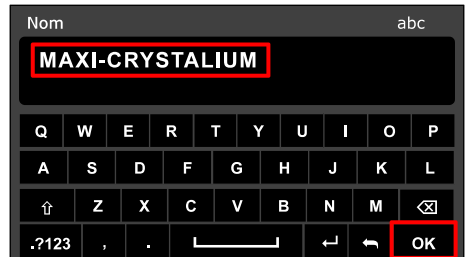 Nom abc
MAXI-CRYSTALIUM
Q W E R T Y U I O P
A S D F G H J K L
⇧ Z X C V B N M ⌫
.?123 , . OK